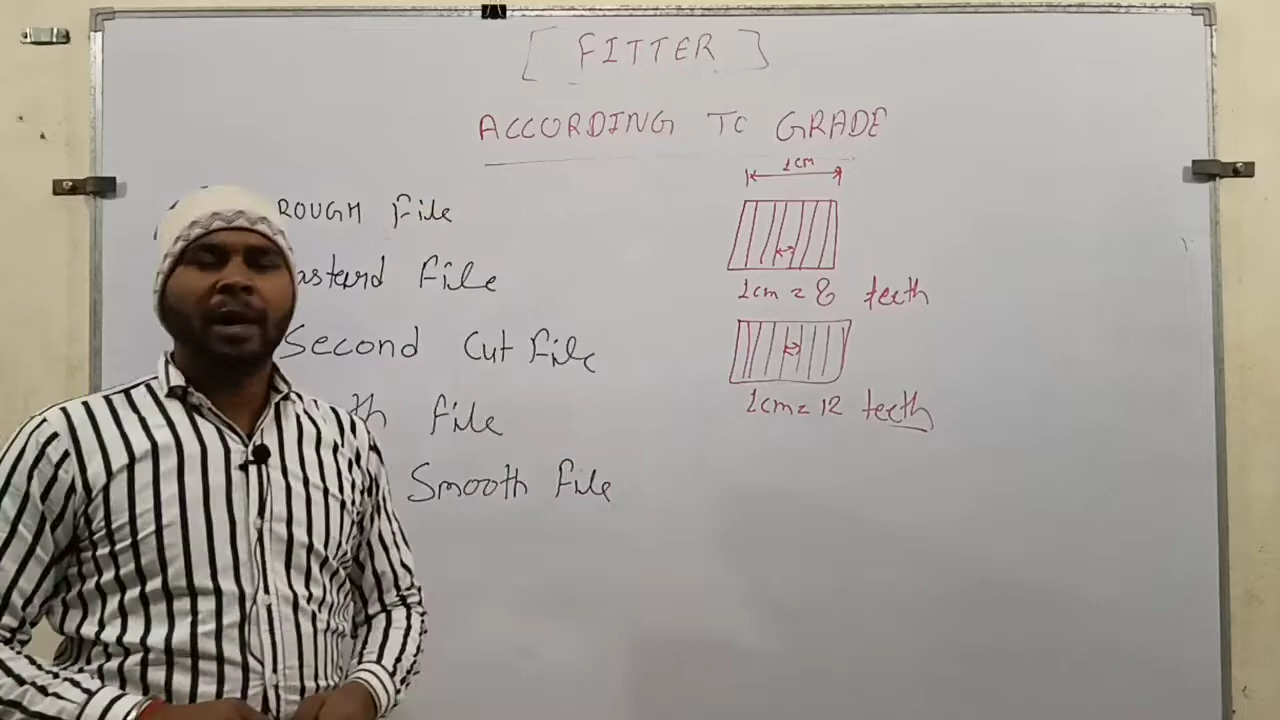 [ FITTER ]
ACCORDING TO GRADE
1cm
ROUGH File
File
Second Cut File
File
Smooth File
1cm = 8 teeth
1cm = 12 teeth